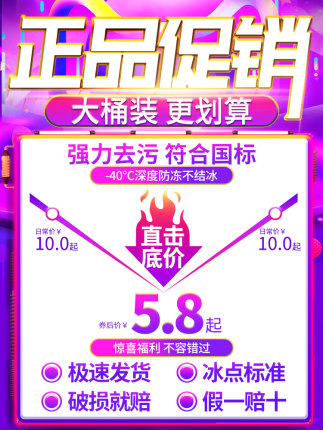 正品促销
大桶装 更划算
强力去污 符合国标
-40°C深度防冻不结冰
日常价¥
10.0起
日常价¥
10.0起
直击
底价
券后价¥ 5.8起
惊喜福利 不容错过
极速发货
冰点标准
破损就赔
假一赔十